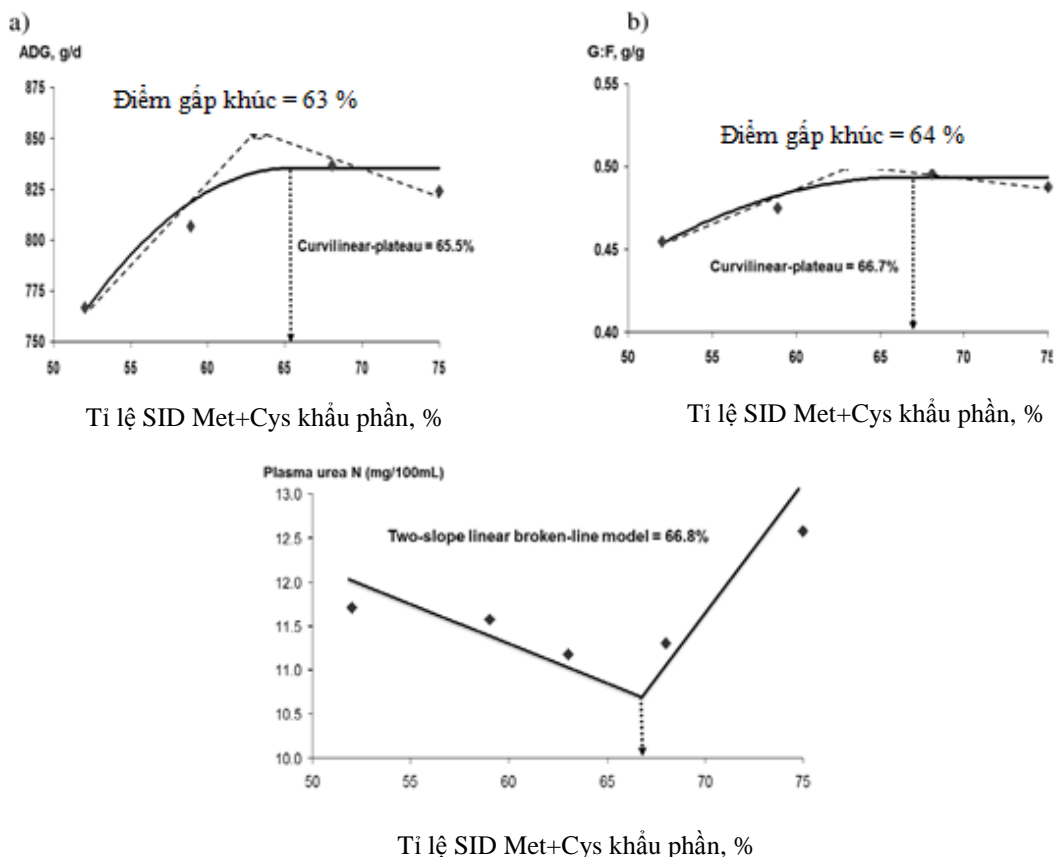 a)
ADG, g/d
875
850
825
800
775
750
50
55
60
65
70
75
Điểm gấp khúc = 63 %
Curvilinear-plateau = 65.5%
Tỉ lệ SID Met+Cys khẩu phần, %
b)
G:F, g/g
0.55
0.50
0.45
0.40
50
55
60
65
70
75
Điểm gấp khúc = 64 %
Curvilinear-plateau = 66.7%
Tỉ lệ SID Met+Cys khẩu phần, %
Plasma urea N (mg/100mL)
13.0
12.5
12.0
11.5
11.0
10.5
10.0
50
55
60
65
70
75
Two-slope linear broken-line model = 66.8%
Tỉ lệ SID Met+Cys khẩu phần, %